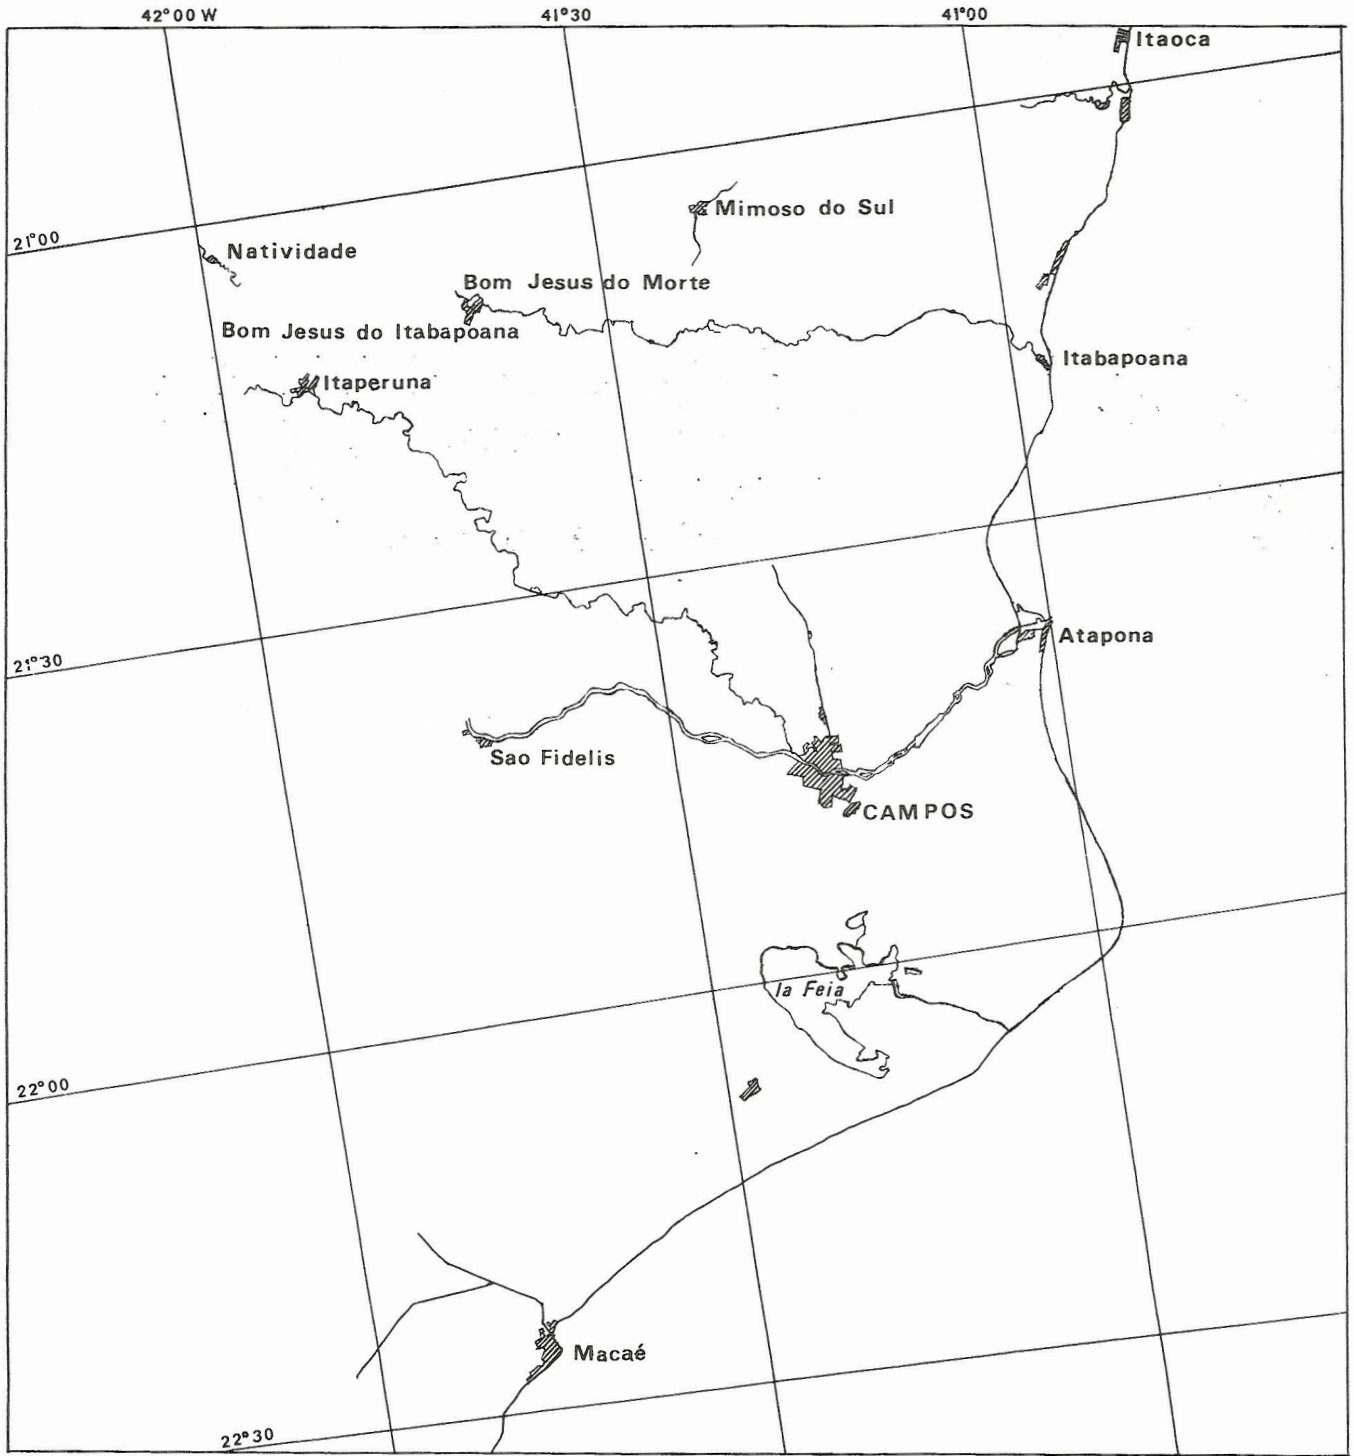 42°00 W
41°30
41°00
Itaoca
Mimoso do Sul
21°00
Natividade
Bom Jesus do Morte
Bom Jesus do Itabapoana
Itabapoana
Itaperuna
Atapona
21°30
Sao Fidelis
CAMPOS
la Feia
22°00
Macaé
22°30